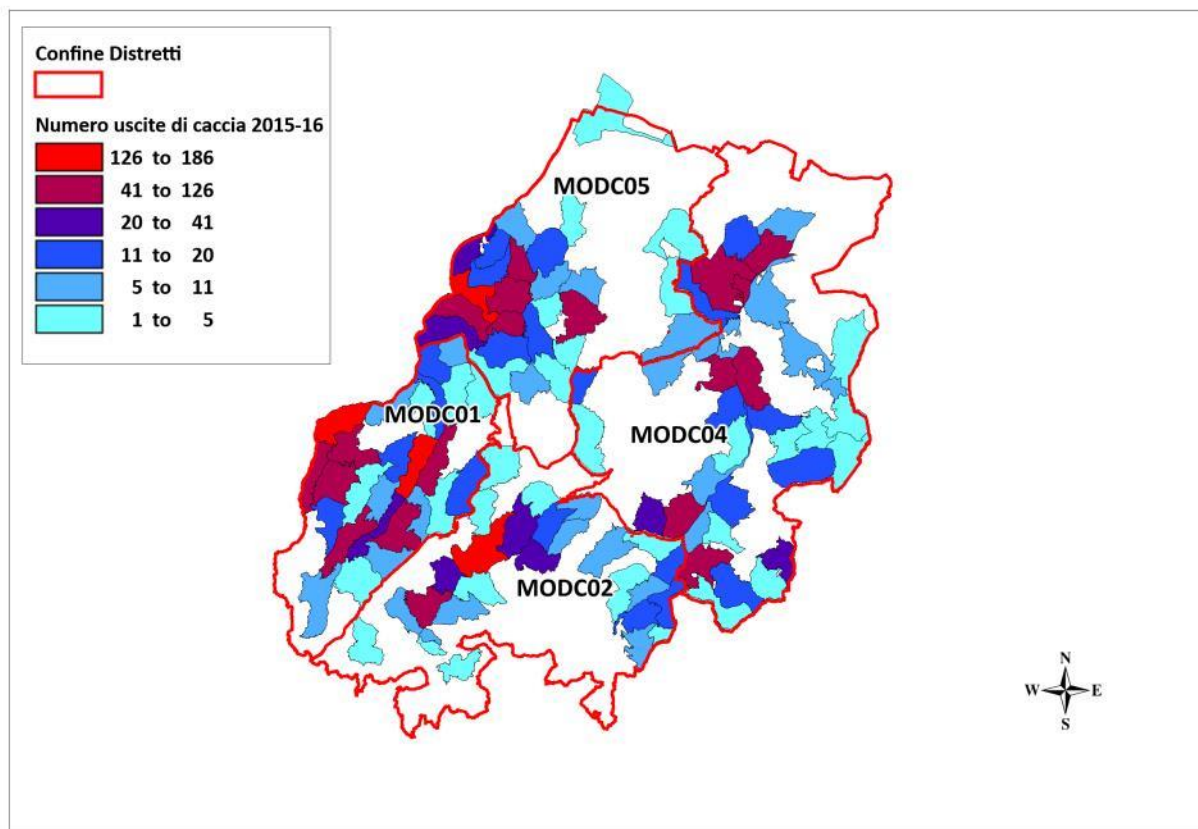 Confine Distretti
Numero uscite di caccia 2015-16
126 to 186
41 to 126
20 to 41
11 to 20
5 to 11
1 to 5
MODC05
MODC01
MODC04
MODC02
N
W E
S